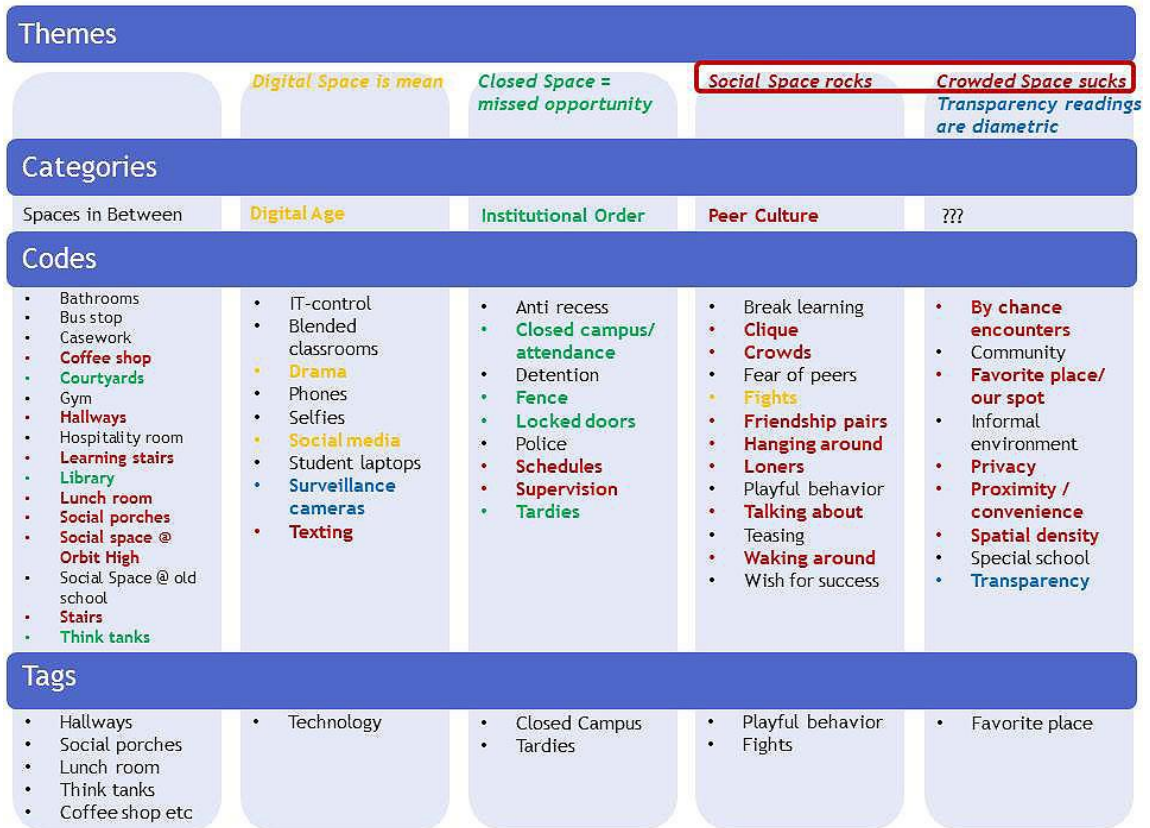 Themes
Digital Space is mean
Closed Space =
missed opportunity
Social Space rocks
Crowded Space sucks
Transparency readings
are diametric
Categories
Spaces in Between
Digital Age
Institutional Order
Peer Culture
???
Codes
• Bathrooms
• Bus stop
• Casework
• Coffee shop
• Courtyards
• Gym
• Hallways
• Hospitality room
• Learning stairs
• Library
• Lunch room
• Social porches
• Social space @
Orbit High
• Social Space @ old
school
• Stairs
• Think tanks
• IT-control
• Blended
classrooms
• Drama
• Phones
• Selfies
• Social media
• Student laptops
• Surveillance
cameras
• Texting
• Anti recess
• Closed campus/
attendance
• Detention
• Fence
• Locked doors
• Police
• Schedules
• Supervision
• Tardies
• Break learning
• Clique
• Crowds
• Fear of peers
• Fights
• Friendship pairs
• Hanging around
• Loners
• Playful behavior
• Talking about
• Teasing
• Waking around
• Wish for success
• By chance
encounters
• Community
• Favorite place/
our spot
• Informal
environment
• Privacy
• Proximity /
convenience
• Spatial density
• Special school
• Transparency
Tags
• Hallways
• Social porches
• Lunch room
• Think tanks
• Coffee shop etc
• Technology
• Closed Campus
• Tardies
• Playful behavior
• Fights
• Favorite place